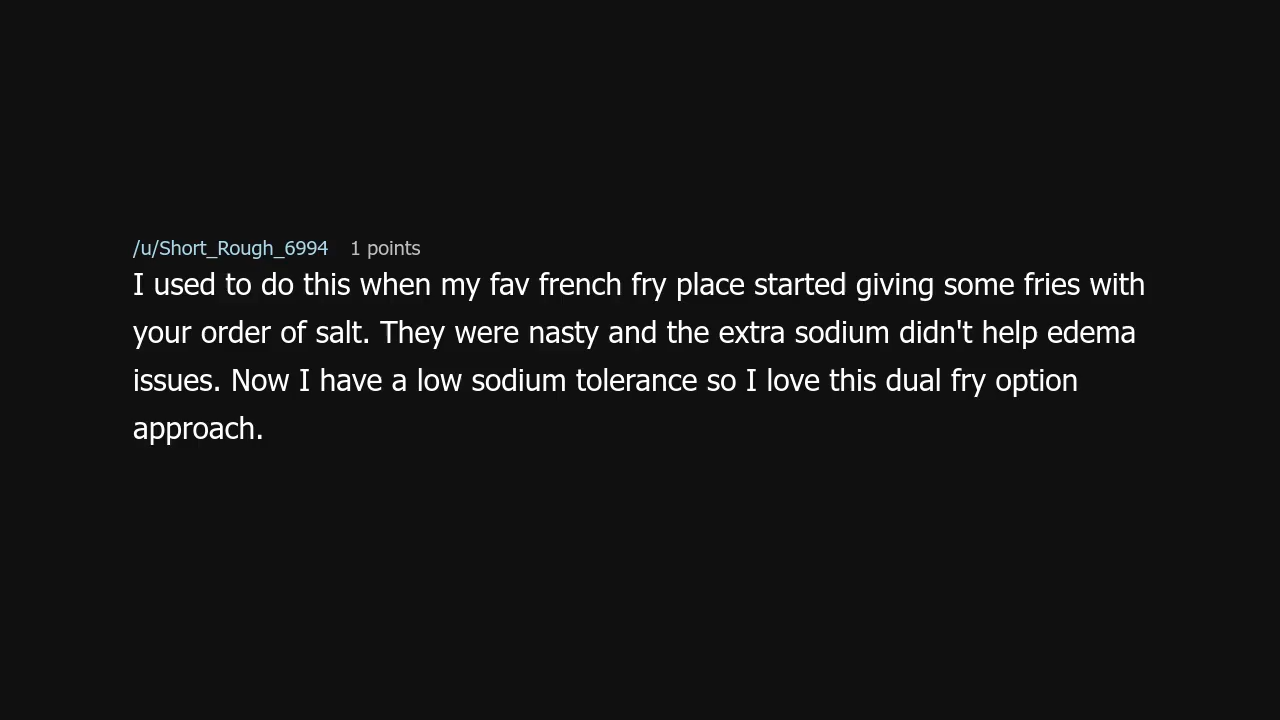 /u/Short_Rough_6994 1 points
I used to do this when my fav french fry place started giving some fries with
your order of salt. They were nasty and the extra sodium didn't help edema
issues. Now I have a low sodium tolerance so I love this dual fry option
approach.